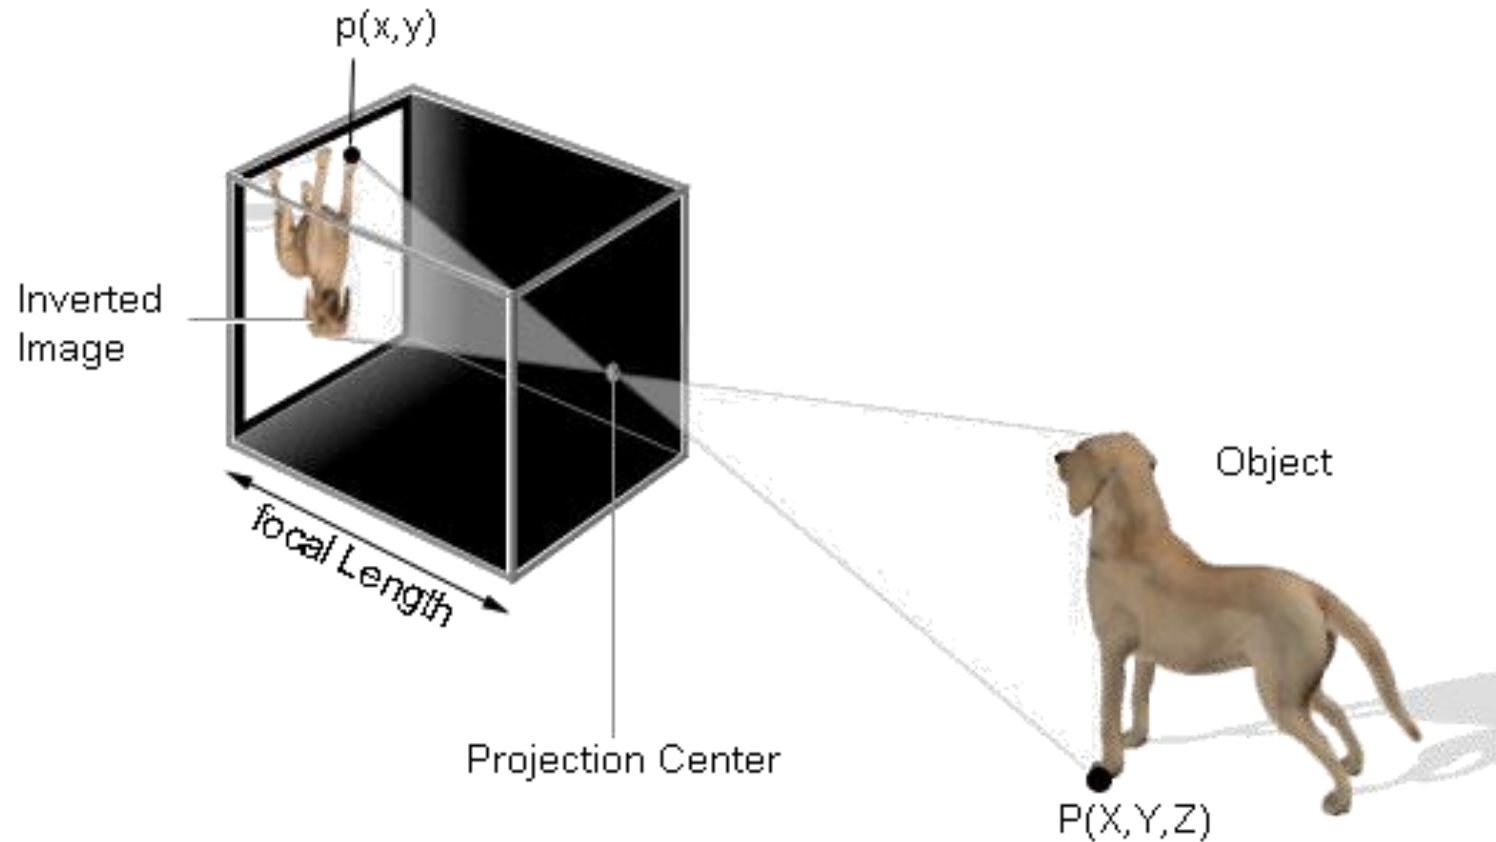 p(x,y)
Inverted
Image
focal Length
Object
Projection Center
P(X,Y,Z)